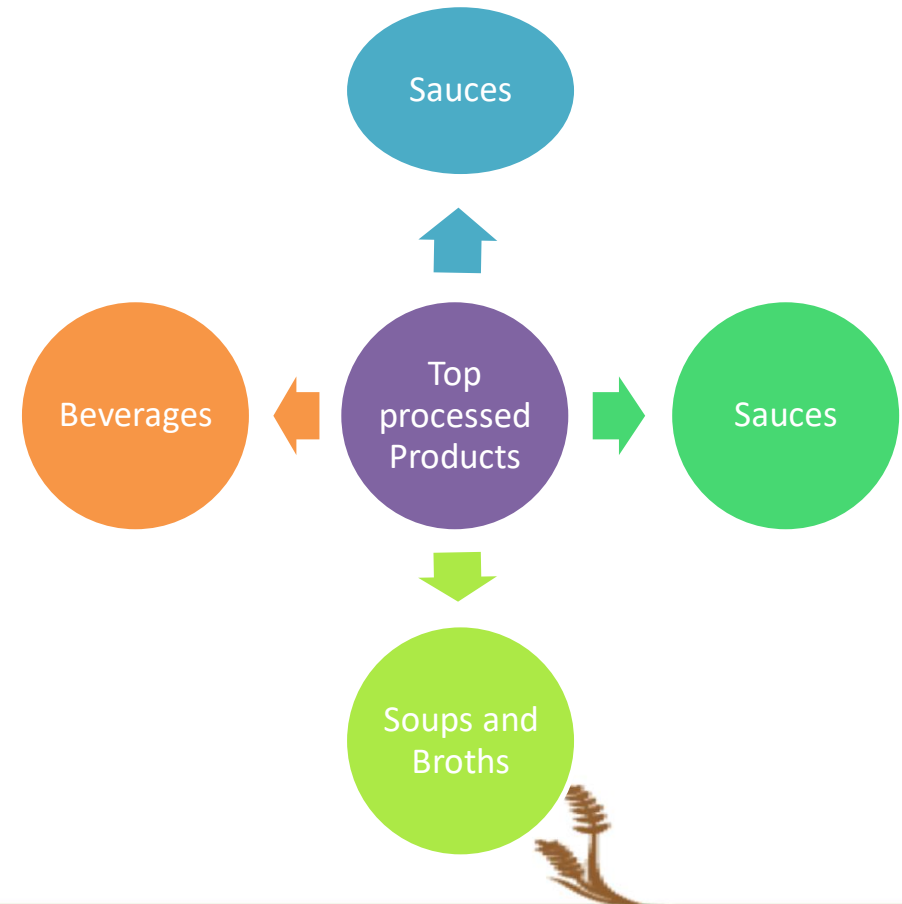 Sauces
Beverages
Top
processed
Products
Sauces
Soups and
Broths